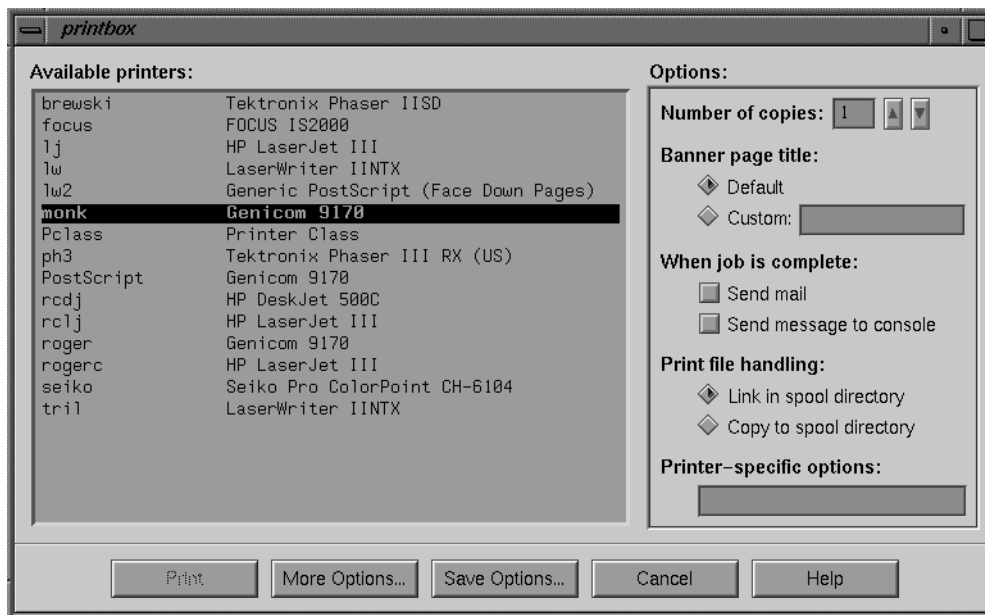 printbox
Available printers:
brewski Tektronix Phaser IISD
focus FOCUS IS2000
lj HP LaserJet III
lw LaserWriter IINTX
lw2 Generic PostScript (Face Down Pages)
monk Genicom 9170
Pclass Printer Class
ph3 Tektronix Phaser III RX (US)
PostScript Genicom 9170
rcdj HP DeskJet 500C
rclj HP LaserJet III
roger Genicom 9170
rogerc HP LaserJet III
seiko Seiko Pro ColorPoint CH-6104
tril LaserWriter IINTX
Options:
Number of copies: 1
Banner page title:
Default
Custom:
When job is complete:
Send mail
Send message to console
Print file handling:
Link in spool directory
Copy to spool directory
Printer-specific options:
Print More Options... Save Options... Cancel Help